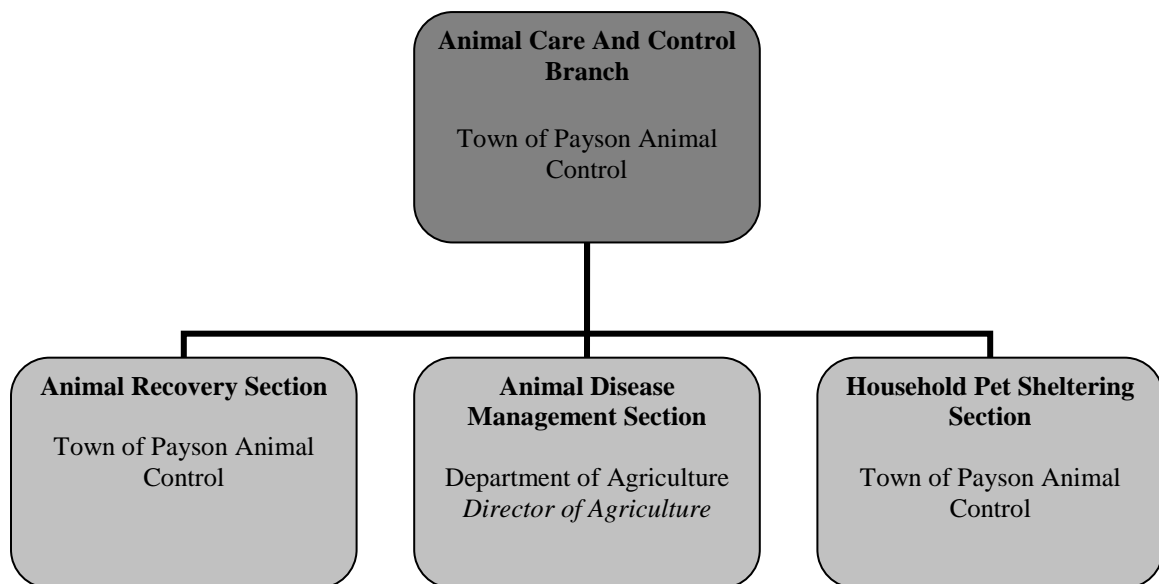 Animal Care And Control
Branch
Town of Payson Animal
Control
Animal Recovery Section
Town of Payson Animal
Control
Animal Disease
Management Section
Department of Agriculture
Director of Agriculture
Household Pet Sheltering
Section
Town of Payson Animal
Control